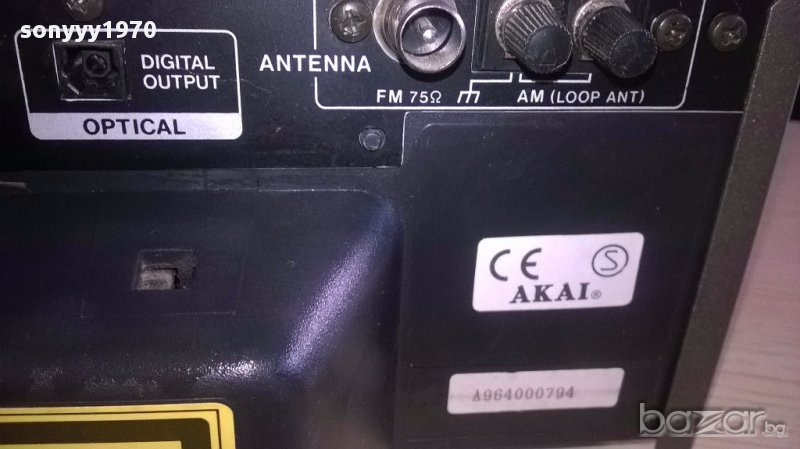 sonyyy1970
DIGITAL
OUTPUT
OPTICAL
ANTENNA
FM 75Ω
AM (LOOP ANT)
CE S
AKAI®
A964000794
bazar.bg